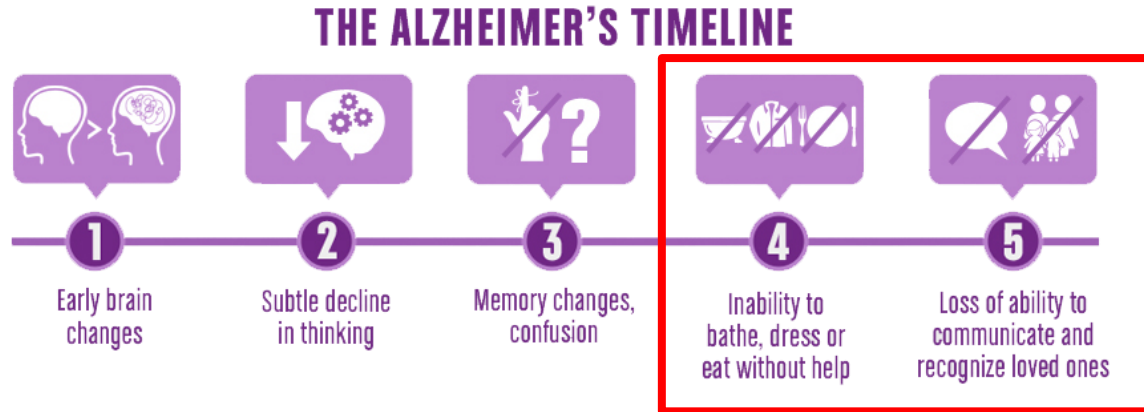 THE ALZHEIMER'S TIMELINE
?
1
2
3
4
5
Early brain
changes
Subtle decline
in thinking
Memory changes,
confusion
Inability to
bathe, dress or
eat without help
Loss of ability to
communicate and
recognize loved ones